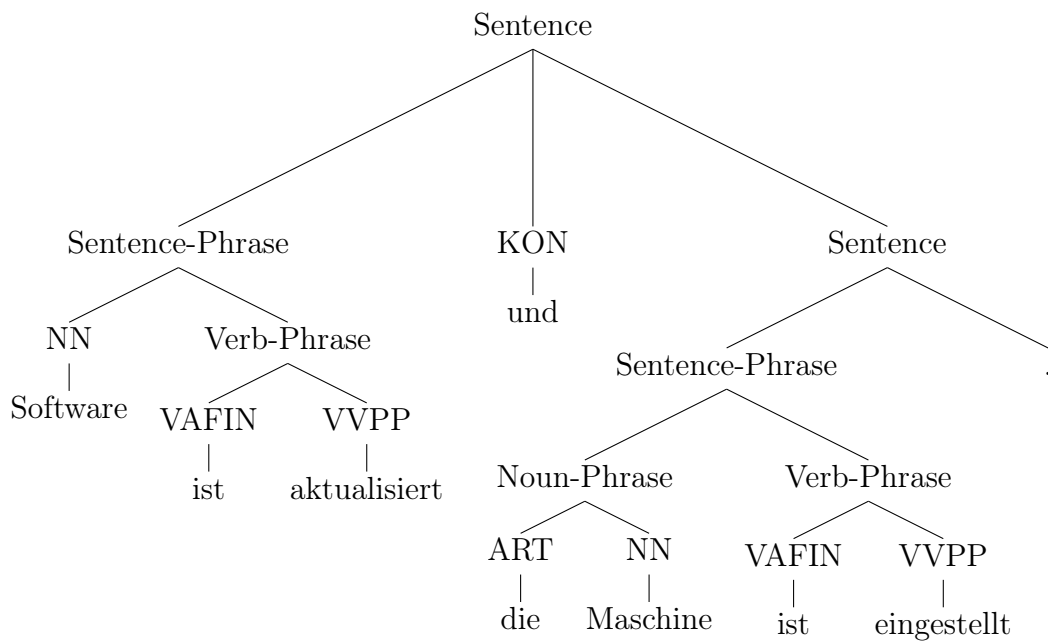 Sentence
Sentence-Phrase KON Sentence
NN Verb-Phrase und Sentence-Phrase .
Software VAFIN VVPP
ist aktualisiert Noun-Phrase Verb-Phrase
ART NN VAFIN VVPP
die Maschine ist eingestellt